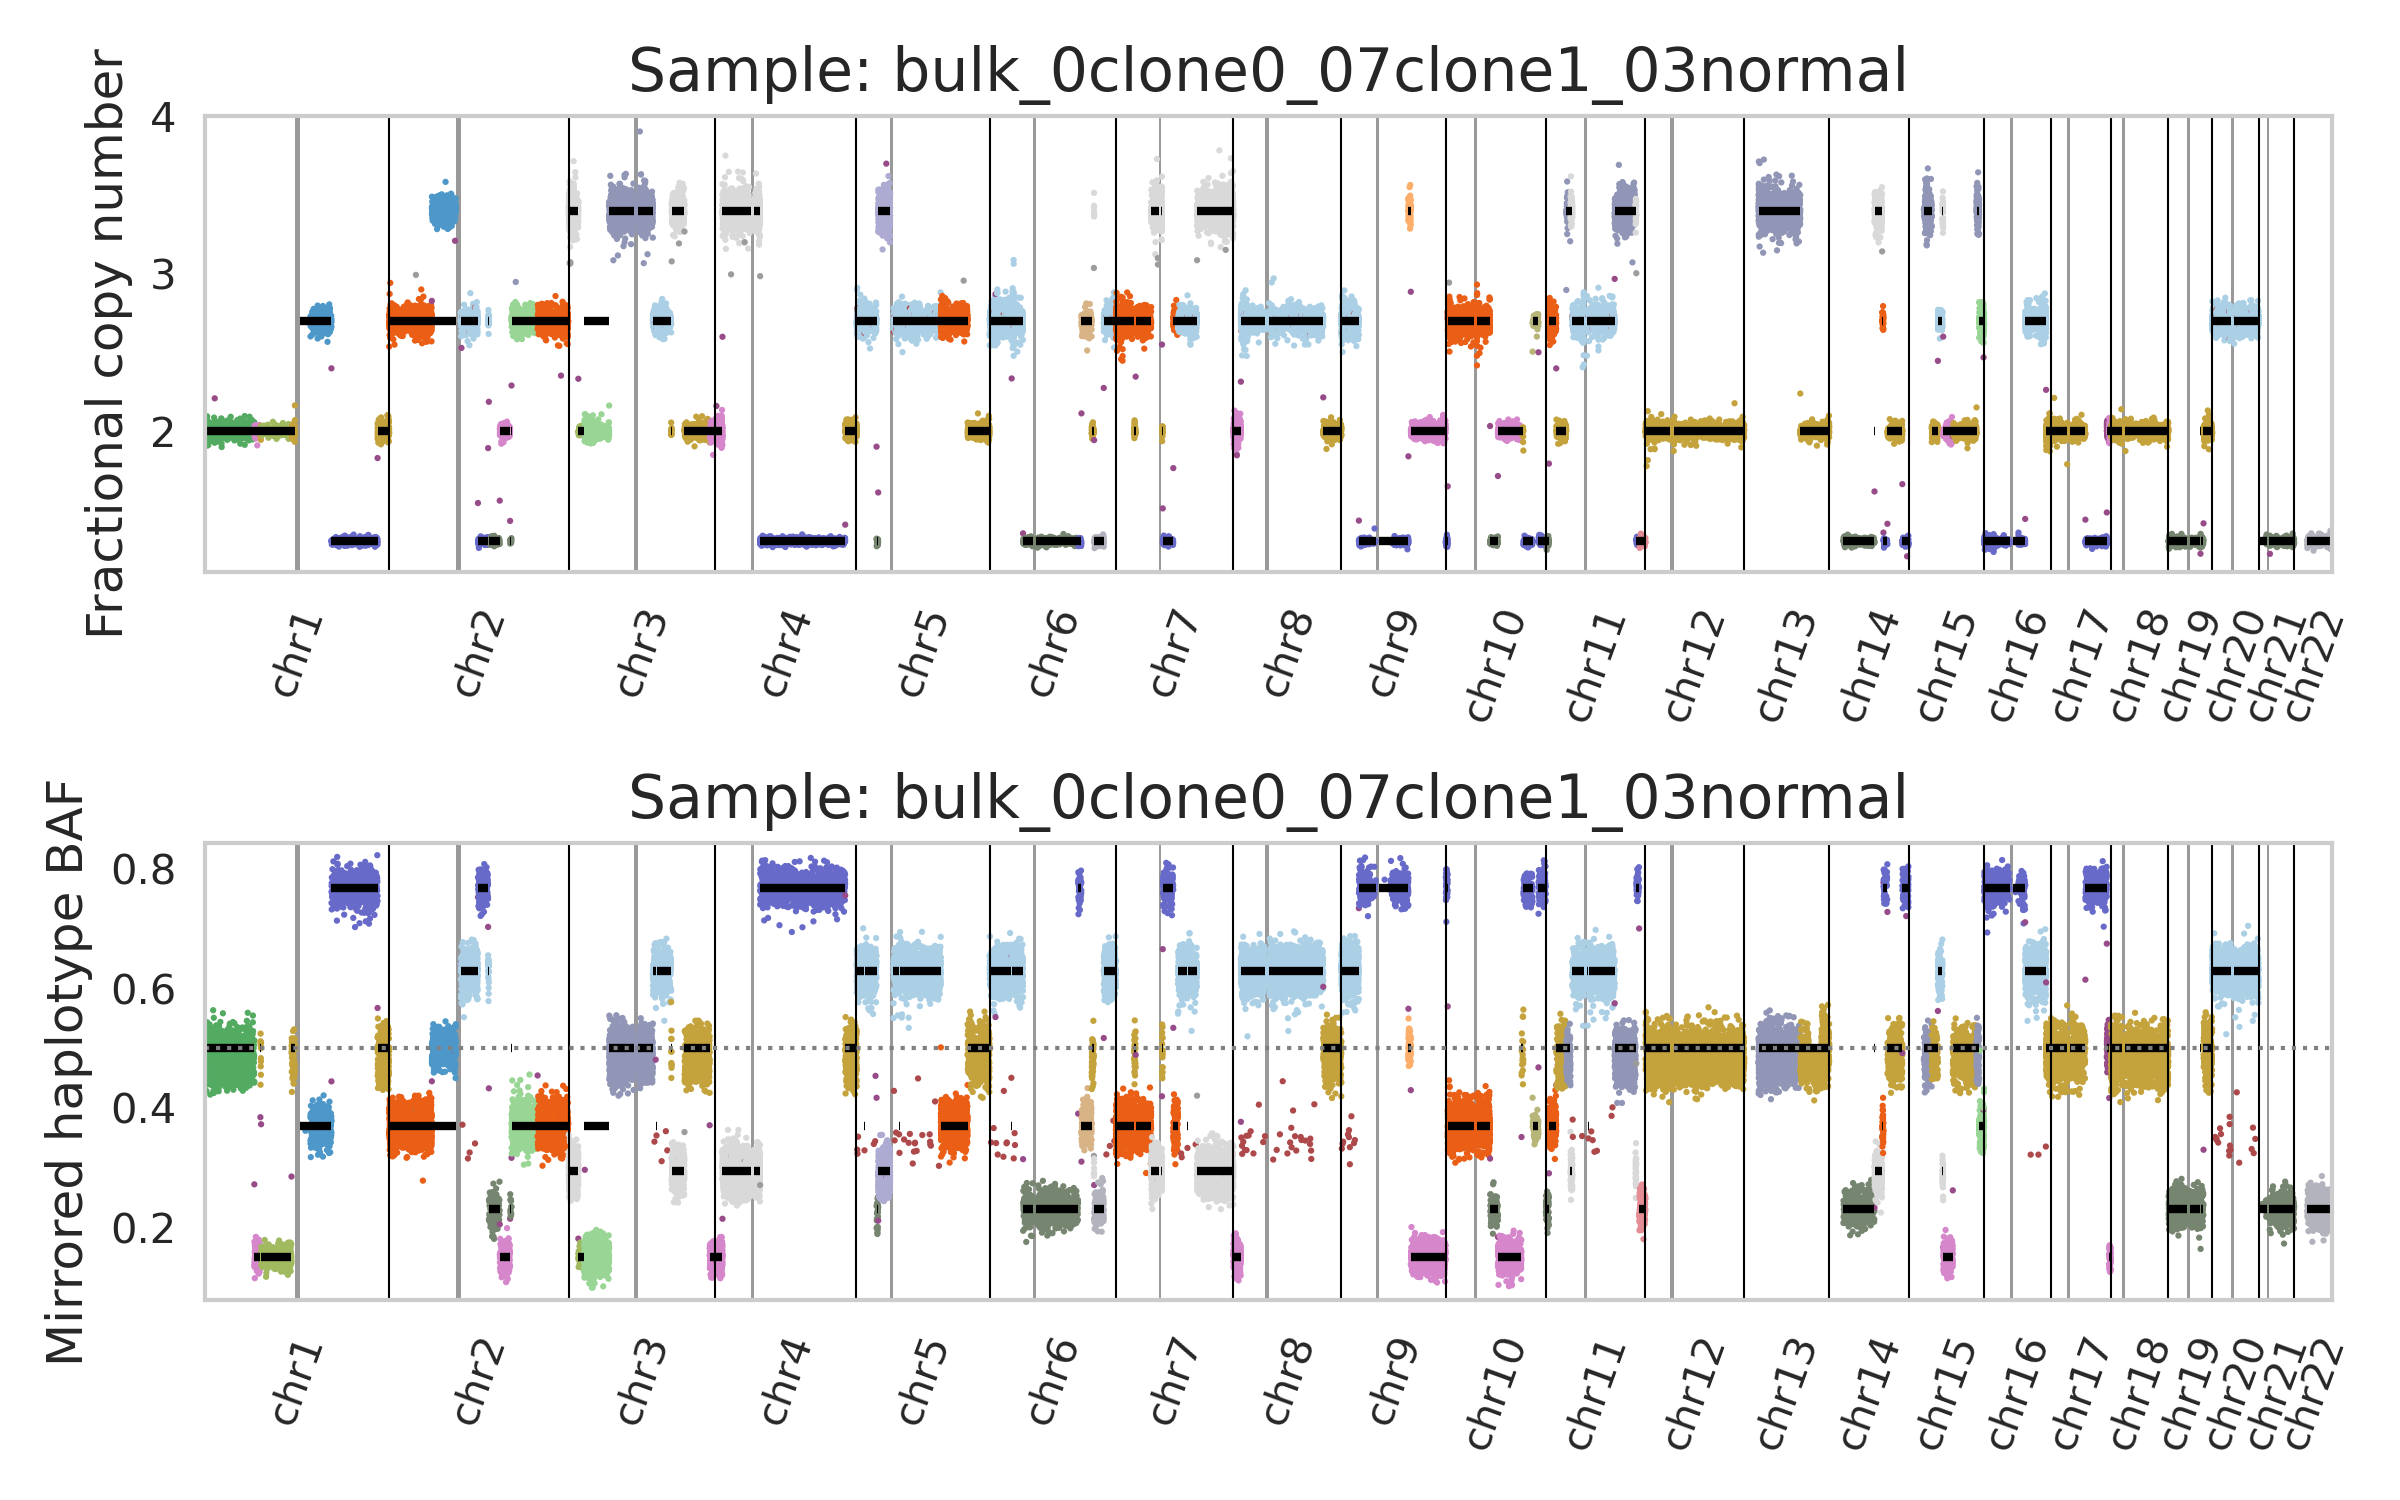 Sample: bulk_0clone0_07clone1_03normal
Fractional copy number
4
3
2
chr1
chr2
chr3
chr4
chr5
chr6
chr7
chr8
chr9
chr10
chr11
chr12
chr13
chr14
chr15
chr16
chr17
chr18
chr19
chr20
chr21
chr22
Sample: bulk_0clone0_07clone1_03normal
Mirrored haplotype BAF
0.8
0.6
0.4
0.2
chr1
chr2
chr3
chr4
chr5
chr6
chr7
chr8
chr9
chr10
chr11
chr12
chr13
chr14
chr15
chr16
chr17
chr18
chr19
chr20
chr21
chr22